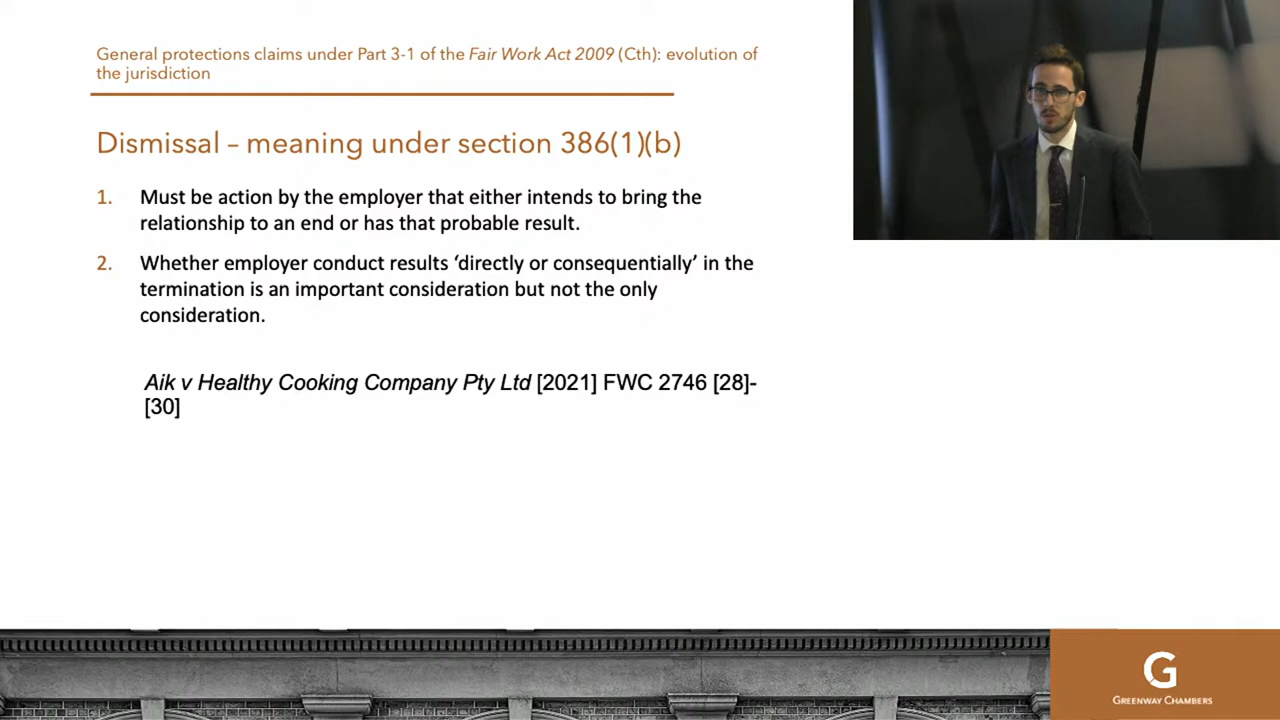 General protections claims under Part 3-1 of the Fair Work Act 2009 (Cth): evolution of
the jurisdiction
Dismissal – meaning under section 386(1)(b)
1. Must be action by the employer that either intends to bring the
relationship to an end or has that probable result.
2. Whether employer conduct results ‘directly or consequentially’ in the
termination is an important consideration but not the only
consideration.
Aik v Healthy Cooking Company Pty Ltd [2021] FWC 2746 [28]-
[30]
G
GREENWAY CHAMBERS